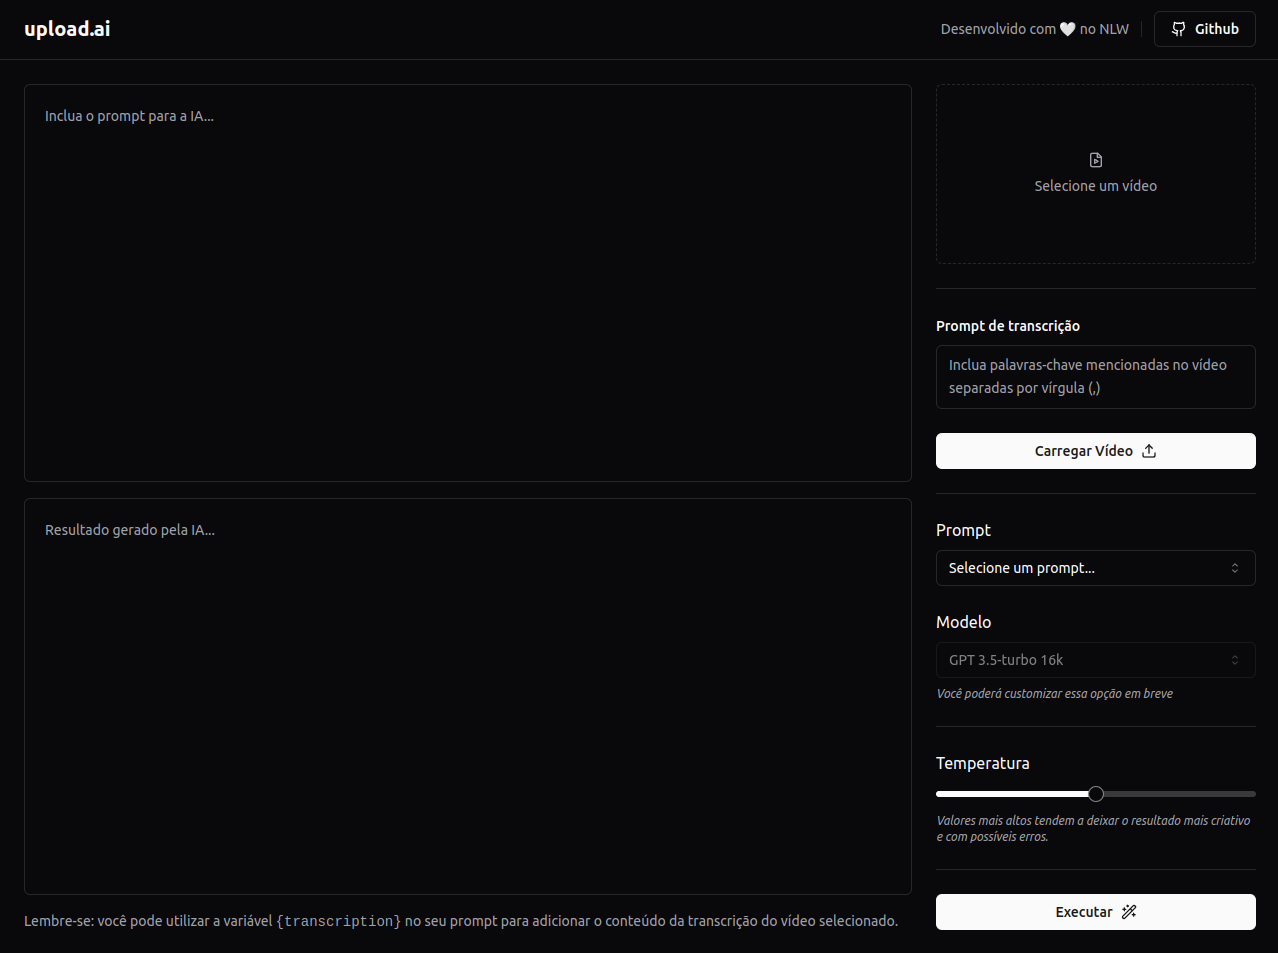 upload.ai
Desenvolvido com 🤍 no NLW
Github
Inclua o prompt para a IA...
Resultado gerado pela IA...
Lembre-se: você pode utilizar a variável {transcription} no seu prompt para adicionar o conteúdo da transcrição do vídeo selecionado.
Selecione um vídeo
Prompt de transcrição
Inclua palavras-chave mencionadas no vídeo
separadas por vírgula (,)
Carregar Vídeo
Prompt
Selecione um prompt...
Modelo
GPT 3.5-turbo 16k
Você poderá customizar essa opção em breve
Temperatura
Valores mais altos tendem a deixar o resultado mais criativo
e com possíveis erros.
Executar